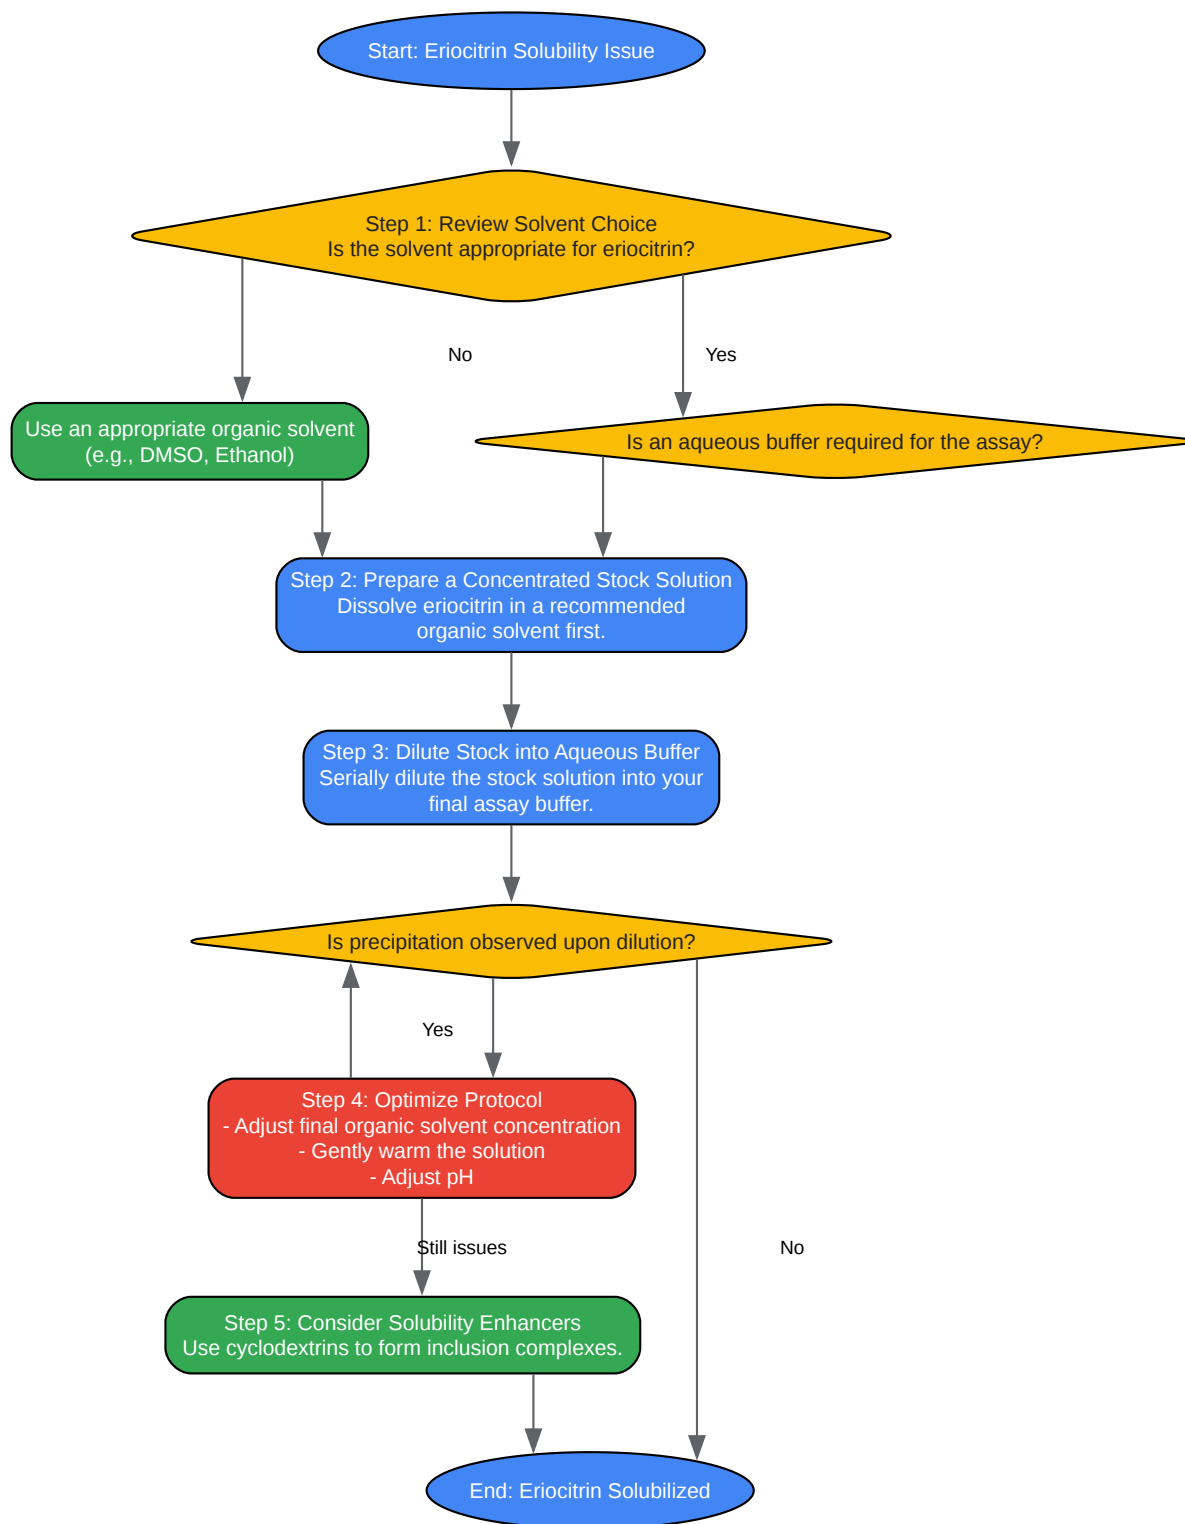 Start: Eriocitrin Solubility Issue
Step 1: Review Solvent Choice
Is the solvent appropriate for eriocitrin?
No
Yes
Use an appropriate organic solvent
(e.g., DMSO, Ethanol)
Is an aqueous buffer required for the assay?
Step 2: Prepare a Concentrated Stock Solution
Dissolve eriocitrin in a recommended
organic solvent first.
Step 3: Dilute Stock into Aqueous Buffer
Serially dilute the stock solution into your
final assay buffer.
Is precipitation observed upon dilution?
Yes
Step 4: Optimize Protocol
- Adjust final organic solvent concentration
- Gently warm the solution
- Adjust pH
Still issues
No
Step 5: Consider Solubility Enhancers
Use cyclodextrins to form inclusion complexes.
End: Eriocitrin Solubilized